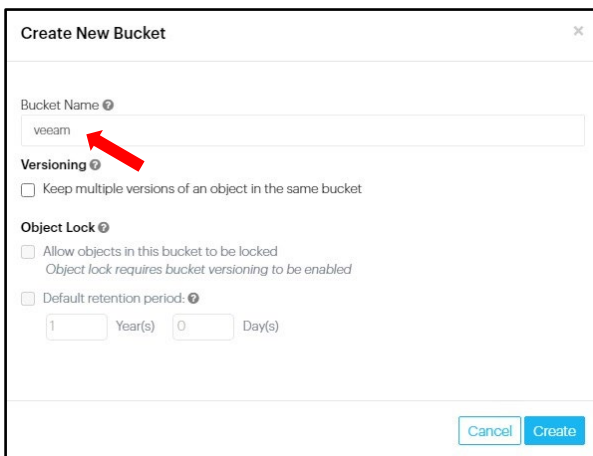 Create New Bucket
Bucket Name
veeam
Versioning
Keep multiple versions of an object in the same bucket
Object Lock
Allow objects in this bucket to be locked
Object lock requires bucket versioning to be enabled
Default retention period:
1 Year(s) 0 Day(s)
Cancel Create